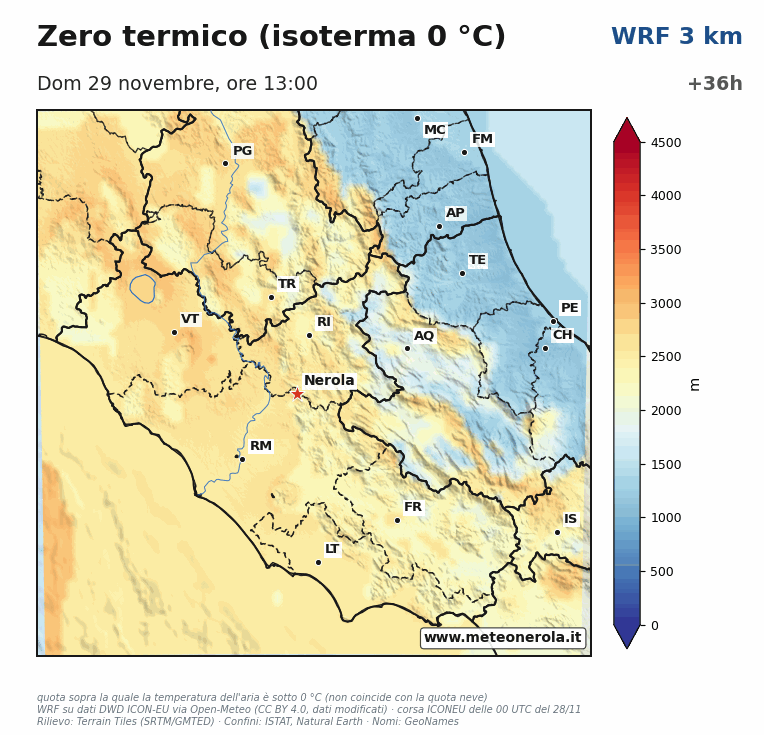 Zero termico (isoterma 0 °C)
WRF 3 km
Dom 29 novembre, ore 13:00
+36h
MC
FM
PG
AP
TE
TR
PE
VT
RI
AQ
CH
Nerola
RM
FR
IS
LT
www.meteonerola.it
4500
4000
3500
3000
2500
2000
1500
1000
500
0
m
quota sopra la quale la temperatura dell'aria è sotto 0 °C (non coincide con la quota neve)
WRF su dati DWD ICON-EU via Open-Meteo (CC BY 4.0, dati modificati) · corsa ICONEU delle 00 UTC del 28/11
Rilievo: Terrain Tiles (SRTM/GMTED) · Confini: ISTAT, Natural Earth · Nomi: GeoNames